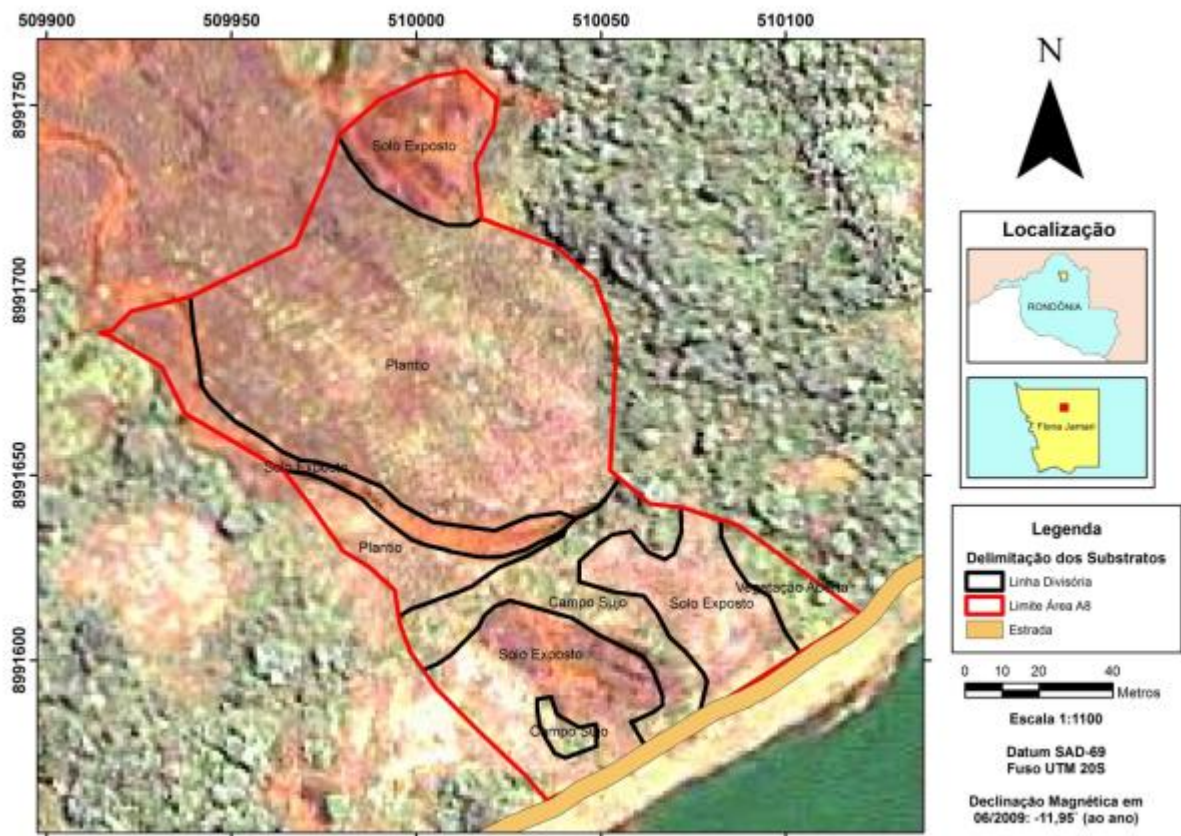 509900 509950 510000 510050 510100
8991750
8991700
8991650
8991600
Solo Exposto
Plantio
Solo Exposto
Plantio
Vegetação Aberta
Campo Sujo
Solo Exposto
Solo Exposto
Campo Sujo
N
Localização
RONDÔNIA
Flona Jamari
Legenda
Delimitação dos Substratos
Linha Divisória
Limite Área A8
Estrada
0 10 20 40
Metros
Escala 1:1100
Datum SAD-69
Fuso UTM 20S
Declinação Magnética em
06/2009: -11,95° (ao ano)